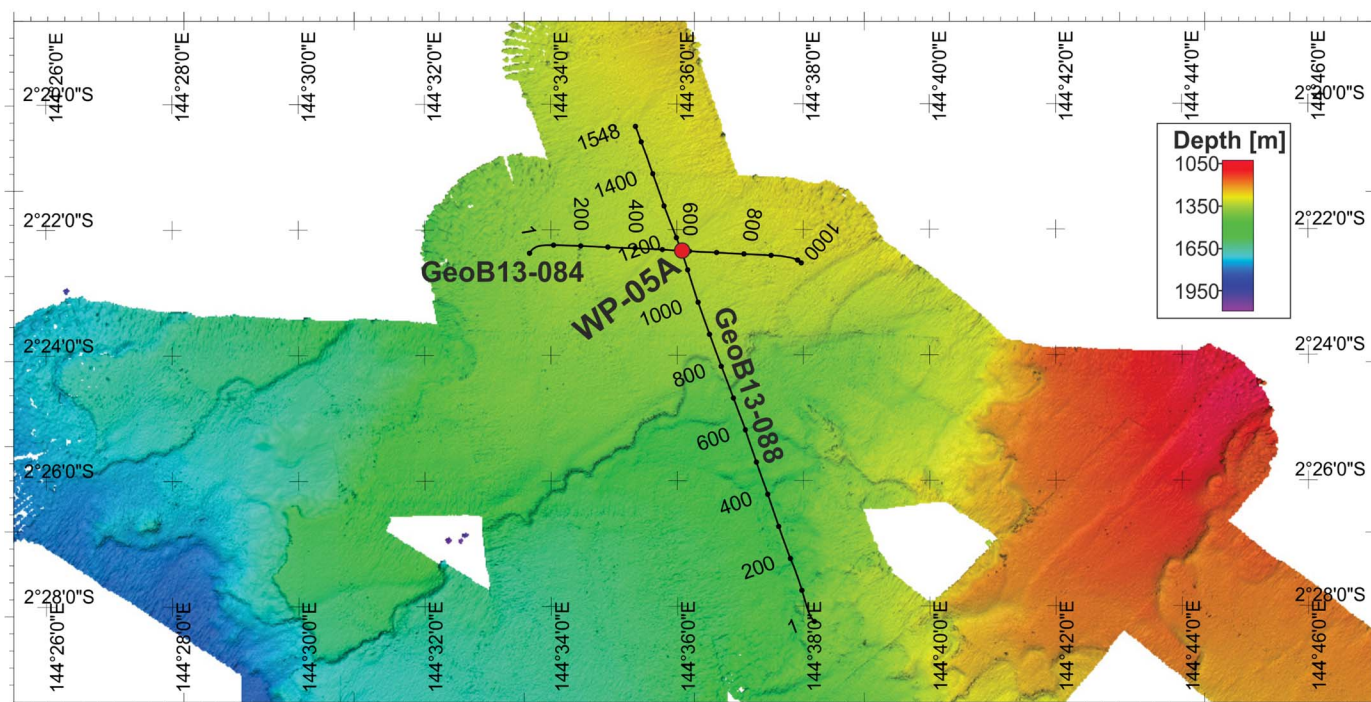 144°26'0"E
144°28'0"E
144°30'0"E
144°32'0"E
144°34'0"E
144°36'0"E
144°38'0"E
144°40'0"E
144°42'0"E
144°44'0"E
144°46'0"E
2°20'0"S
2°20'0"S
Depth [m]
1050
1350
1650
1950
1548
1400
2°22'0"S
2°22'0"S
1
200
400
1200
600
800
1000
GeoB13-084
WP-05A
GeoB13-088
1000
2°24'0"S
2°24'0"S
800
600
2°26'0"S
2°26'0"S
400
200
2°28'0"S
2°28'0"S
1
144°26'0"E
144°28'0"E
144°30'0"E
144°32'0"E
144°34'0"E
144°36'0"E
144°38'0"E
144°40'0"E
144°42'0"E
144°44'0"E
144°46'0"E